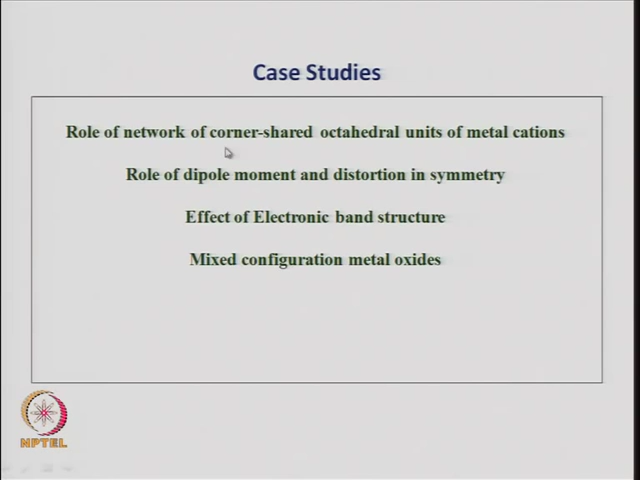 Case Studies
Role of network of corner-shared octahedral units of metal cations
Role of dipole moment and distortion in symmetry
Effect of Electronic band structure
Mixed configuration metal oxides
NPTEL